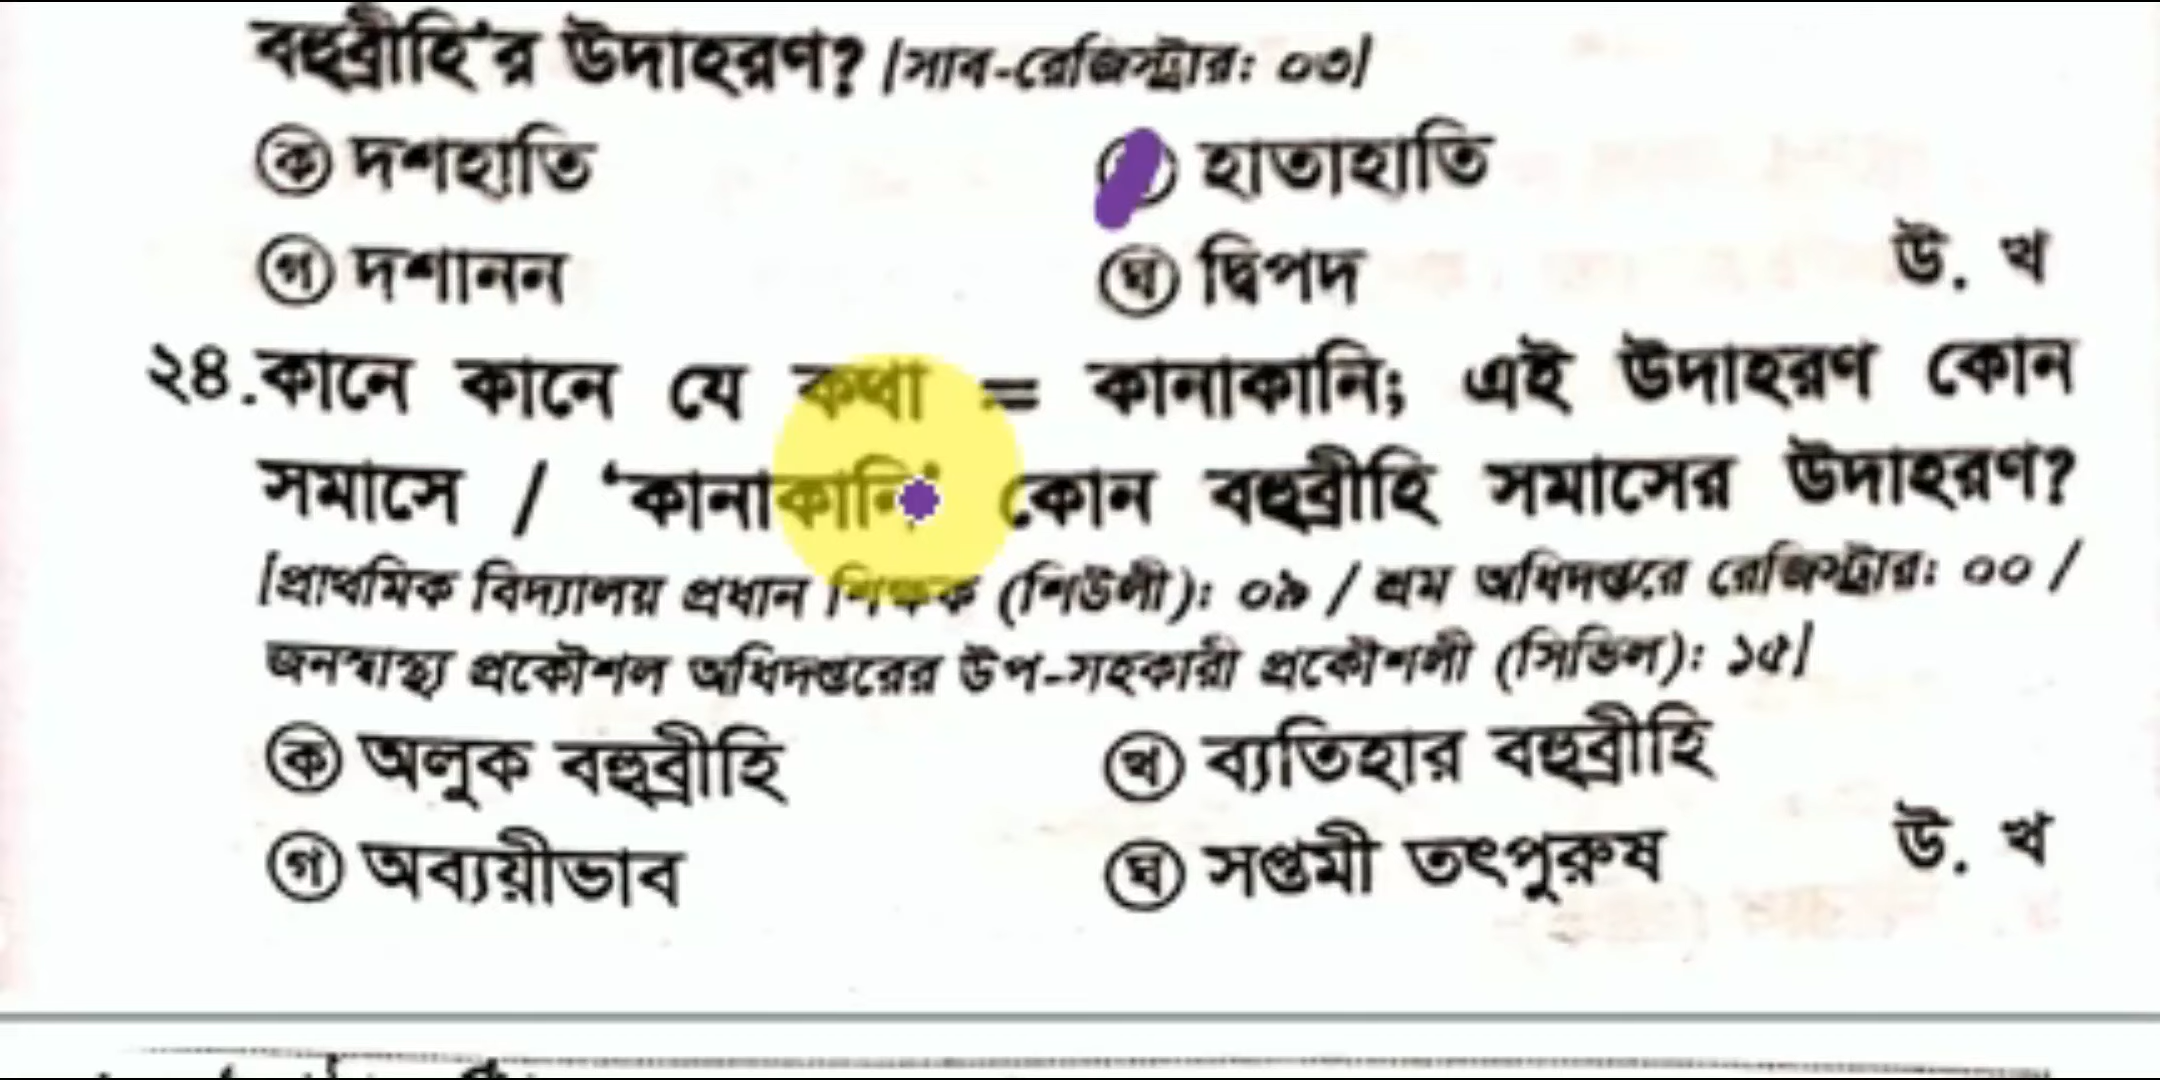 বহুব্রীহি'র উদাহরণ? [সাব-রেজিস্ট্রার: ০৩]
ক দশহাতি হাতাহাতি
গ দশানন ঘ দ্বিপদ উ. খ
২৪. কানে কানে যে কথা = কানাকানি; এই উদাহরণ কোন
সমাসে / 'কানাকানি' কোন বহুব্রীহি সমাসের উদাহরণ?
[প্রাথমিক বিদ্যালয় প্রধান শিক্ষক (শিউলী): ০৯ / শ্রম অধিদপ্তরে রেজিস্ট্রার: ০০ /
জনস্বাস্থ্য প্রকৌশল অধিদপ্তরের উপ-সহকারী প্রকৌশলী (সিভিল): ১৫]
ক অলুক বহুব্রীহি খ ব্যতিহার বহুব্রীহি
গ অব্যয়ীভাব ঘ সপ্তমী তৎপুরুষ উ. খ